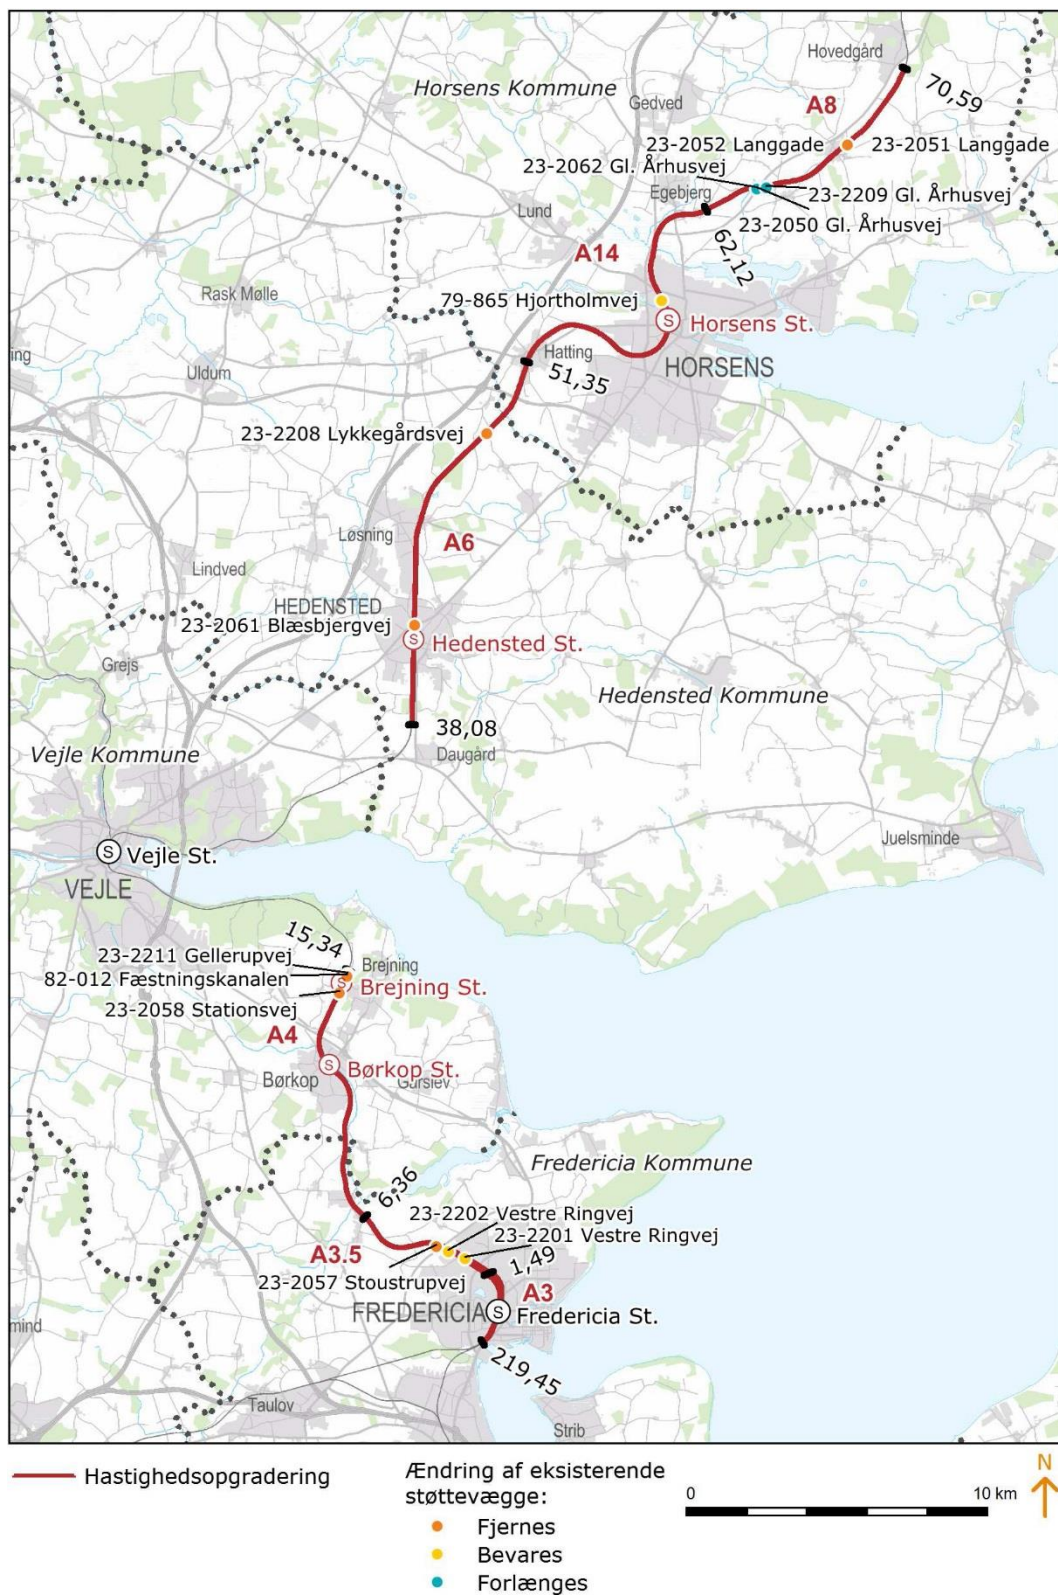 Hovedgård
70,59
Horsens Kommune
A8
Gedved
23-2052 Langgade
23-2051 Langgade
23-2062 Gl. Århusvej
Egebjerg
23-2209 Gl. Århusvej
Lund
23-2050 Gl. Århusvej
62,12
A14
Rask Mølle
79-865 Hjortholmvej
Horsens St.
ring
Hatting
HORSENS
Uldum
51,35
23-2208 Lykkegårdsvej
Løsning
A6
Lindved
HEDENSTED
23-2061 Blæsbjergvej
Hedensted St.
Grejs
Hedensted Kommune
38,08
Vejle Kommune
Daugård
Juelsminde
Vejle St.
VEJLE
15,34
23-2211 Gellerupvej
Brejning
82-012 Fæstningskanalen
Brejning St.
23-2058 Stationsvej
A4
Børkop St.
Børkop
Gårslev
Fredericia Kommune
6,36
23-2202 Vestre Ringvej
23-2201 Vestre Ringvej
A3.5
1,49
23-2057 Stoustrupvej
A3
FREDERICIA
Fredericia St.
mind
219,45
Taulov
Strib
Hastighedsopgradering
Ændring af eksisterende
støttevægge:
Fjernes
Bevares
Forlænges
0
10 km
N